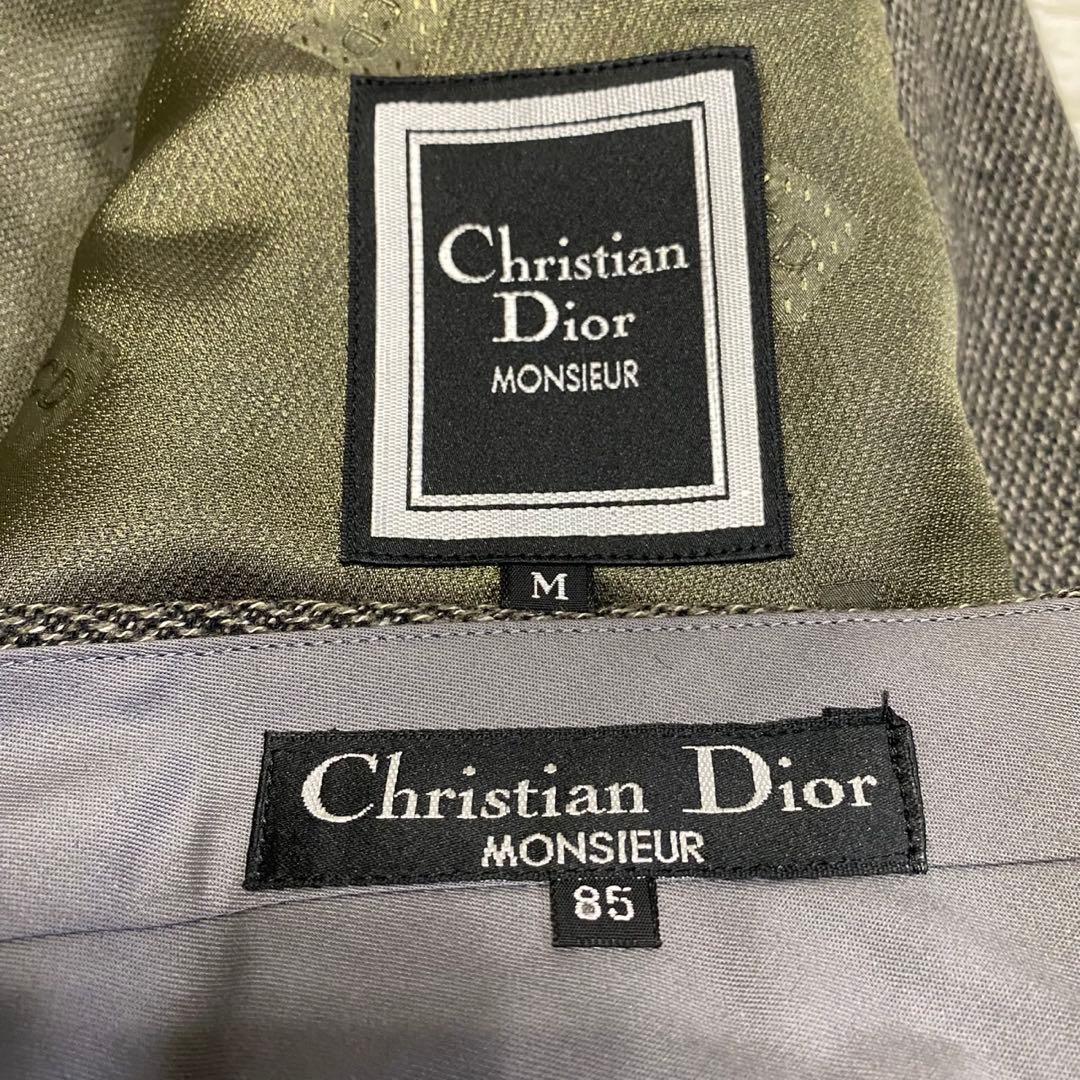 Christian
Dior
MONSIEUR
M
Christian Dior
MONSIEUR
85